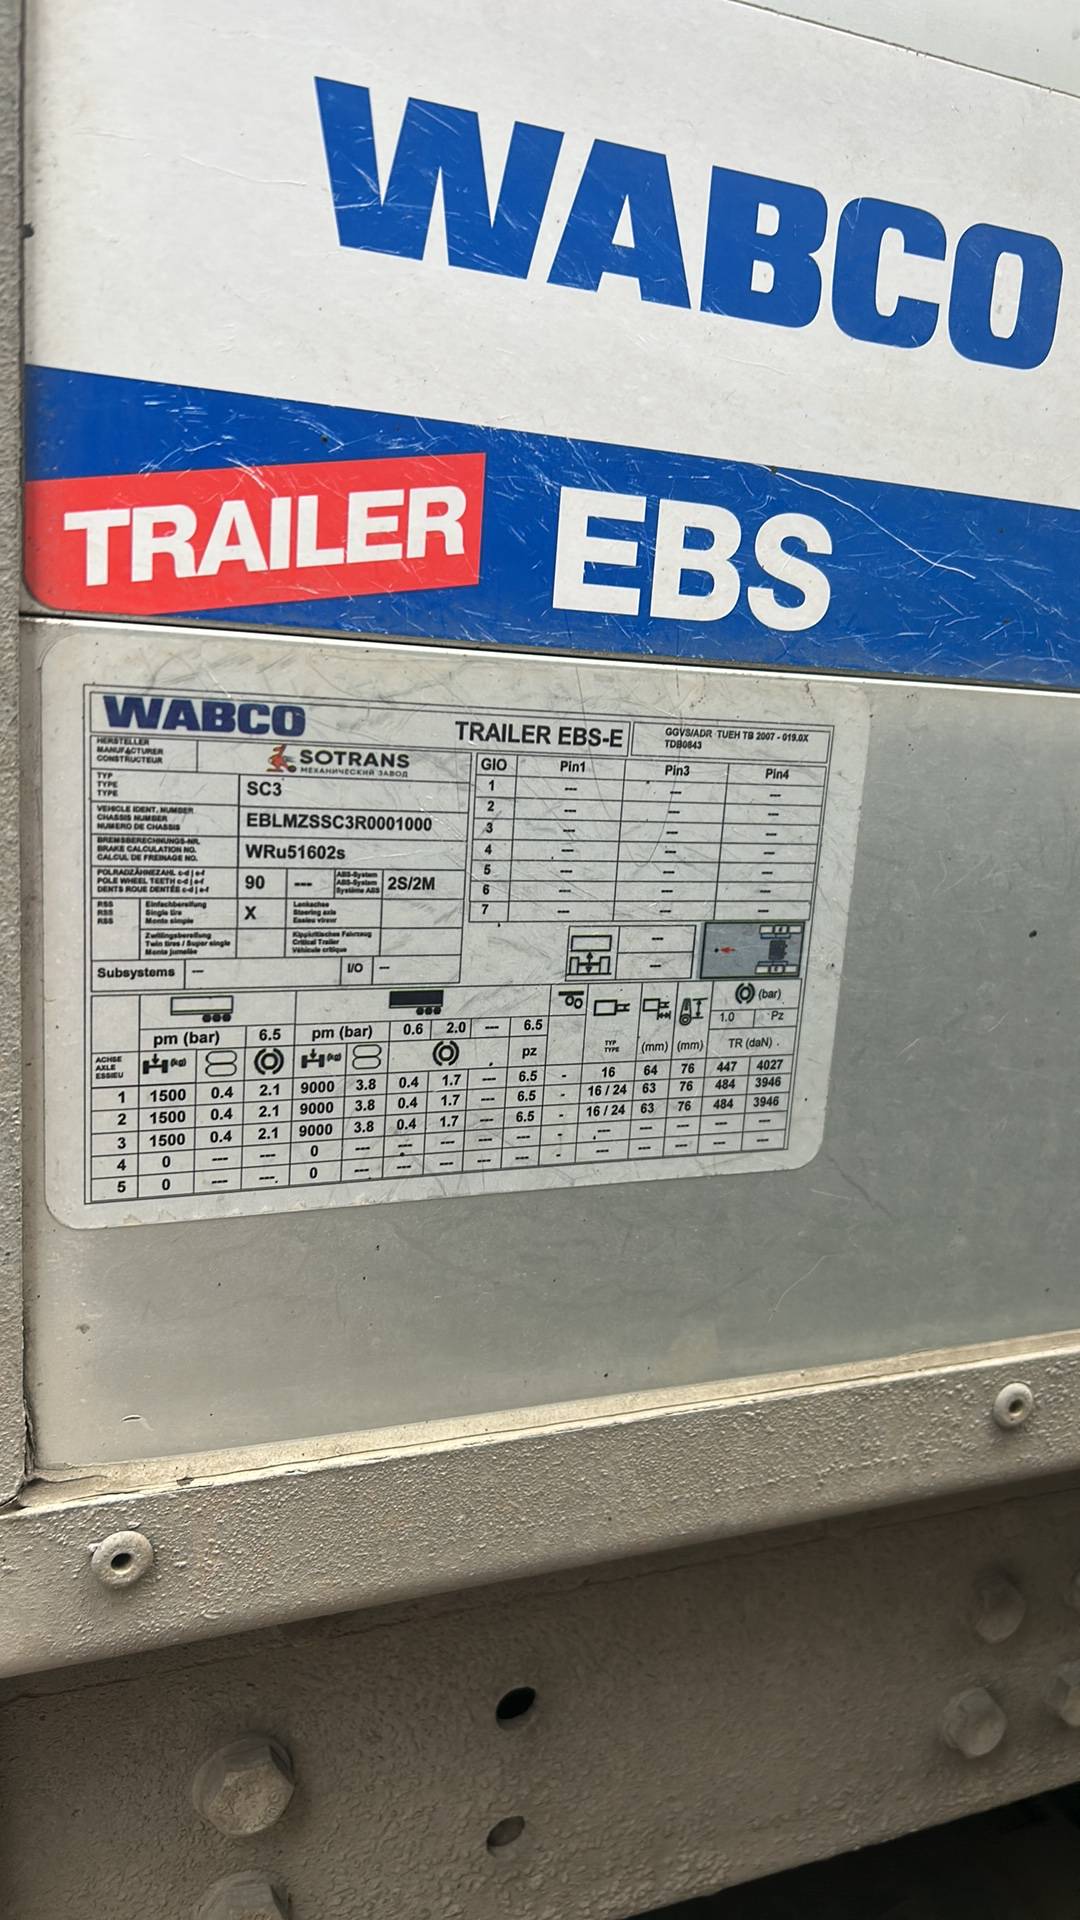 WABCO
TRAILER EBS
WABCO
TRAILER EBS-E
GGVS/ADR TUEH TB 2007 - 019.0X
TDB0843
HERSTELLER
MANUFACTURER
CONSTRUCTEUR
SOTRANS
МЕХАНИЧЕСКИЙ ЗАВОД
TYP
TYPE
TYPE
SC3
VEHICLE IDENT. NUMBER
CHASSIS NUMBER
NUMERO DE CHASSIS
EBLMZSSC3R0001000
BREMSBERECHNUNGS-NR.
BRAKE CALCULATION NO.
CALCUL DE FREINAGE NO.
WRu51602s
POLRADZÄHNEZAHL c-d | e-f
POLE WHEEL TEETH c-d | e-f
DENTS ROUE DENTÉE c-d | e-f
90 ---
ABS-System
ABS-System
Système ABS
2S/2M
RSS
RSS
RSS
Einfachbereifung
Single tire
Monte simple
X
Lenkachse
Steering axle
Essieu vireur
Zwillingsbereifung
Twin tires / Super single
Monte jumelée
Kippkritisches Fahrzeug
Critical Trailer
Véhicule critique
Subsystems --- I/O ---
GIO Pin1 Pin3 Pin4
1 --- --- ---
2 --- --- ---
3 --- --- ---
4 --- --- ---
5 --- --- ---
6 --- --- ---
7 --- --- ---
---
---
pm (bar) 6.5 pm (bar) 0.6 2.0 --- 6.5
(bar)
1.0 Pz
ACHSE
AXLE
ESSIEU
(kg) (kg) pz
TYP
TYPE
(mm) (mm) TR (daN)
1 1500 0.4 2.1 9000 3.8 0.4 1.7 --- 6.5 - 16 64 76 447 4027
2 1500 0.4 2.1 9000 3.8 0.4 1.7 --- 6.5 - 16 / 24 63 76 484 3946
3 1500 0.4 2.1 9000 3.8 0.4 1.7 --- 6.5 - 16 / 24 63 76 484 3946
4 0 --- --- 0 --- --- --- --- --- - --- --- --- --- ---
5 0 --- --- 0 --- --- --- --- --- - --- --- --- --- ---